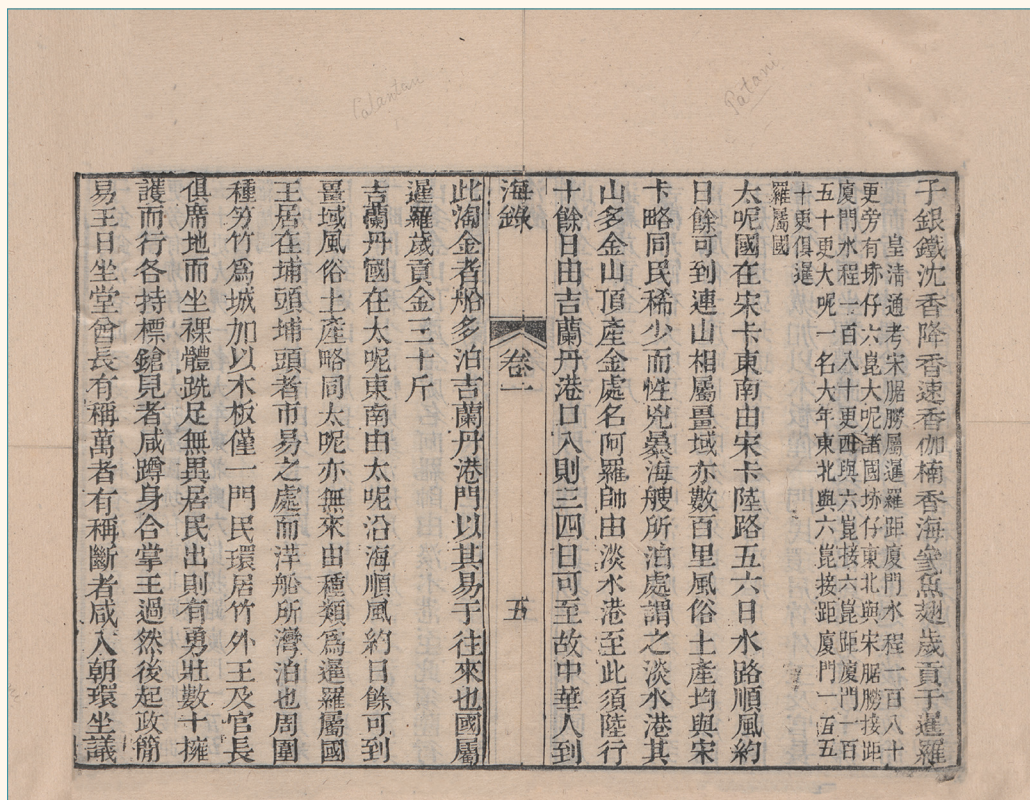 Patani
Calantan
子銀鐵沈香降香速香伽楠香海參魚翅歲貢于暹羅
皇清通考宋腒朥屬暹羅距廈門水程一百八十
更旁有㙄仔六崑大呢諸國㙄仔東北與宋腒朥接距
廈門水程一百八十更西與六崑接六崑距廈門一百
五十更大呢一名大年東北與六崑接距廈門一百五
十更俱暹
羅屬國
太呢國在宋卡東南由宋卡陸路五六日水路順風約
日餘可到連山相屬畺域亦數百里風俗土產均與宋
卡略同民稀少而性兇暴海艘所泊處謂之淡水港其
山多金山頂產金處名阿羅帥由淡水港至此須陸行
十餘日由吉蘭丹港口入則三四日可至故中華人到
海錄
卷一
五
此淘金者船多泊吉蘭丹港門以其易于往來也國屬
暹羅歲貢金三十斤
吉蘭丹國在太呢東南由太呢沿海順風約日餘可到
畺域風俗土產略同太呢亦無來由種類爲暹羅屬國
王居在埔頭埔頭者市易之處而洋船所灣泊也周圍
種竻竹爲城加以木板僅一門民環居竹外王及官長
俱席地而坐裸體跣足無異居民出則有勇壯數十擁
護而行各持標鎗見者咸蹲身合掌王過然後起政簡
易王日坐堂酋長有稱萬者有稱斷者咸入朝環坐議